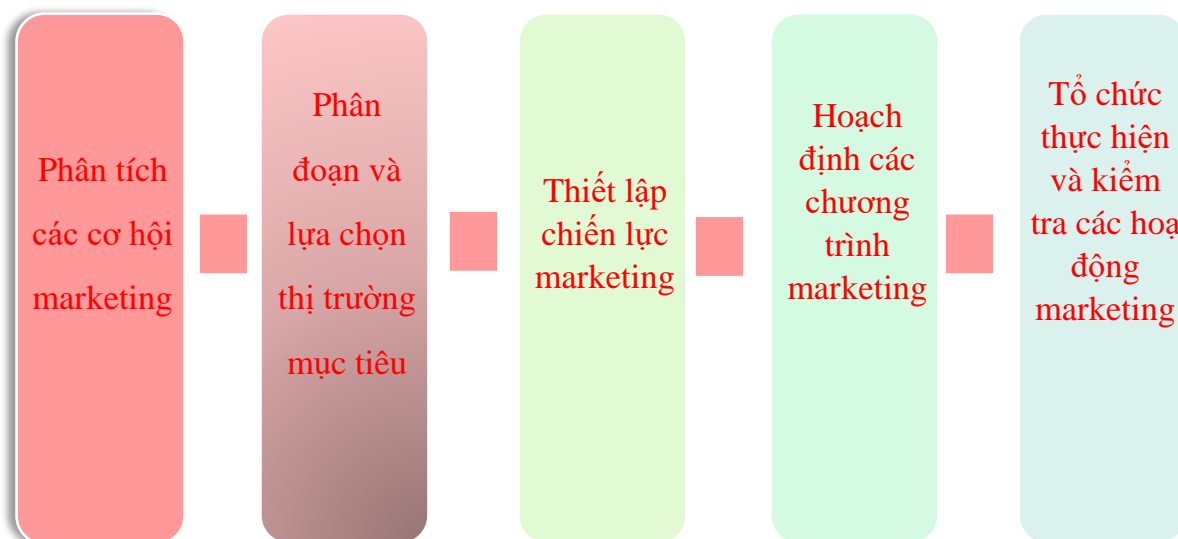 Phân tích
các cơ hội
marketing
Phân
đoạn và
lựa chọn
thị trường
mục tiêu
Thiết lập
chiến lực
marketing
Hoạch
định các
chương
trình
marketing
Tổ chức
thực hiện
và kiểm
tra các hoạ
động
marketing